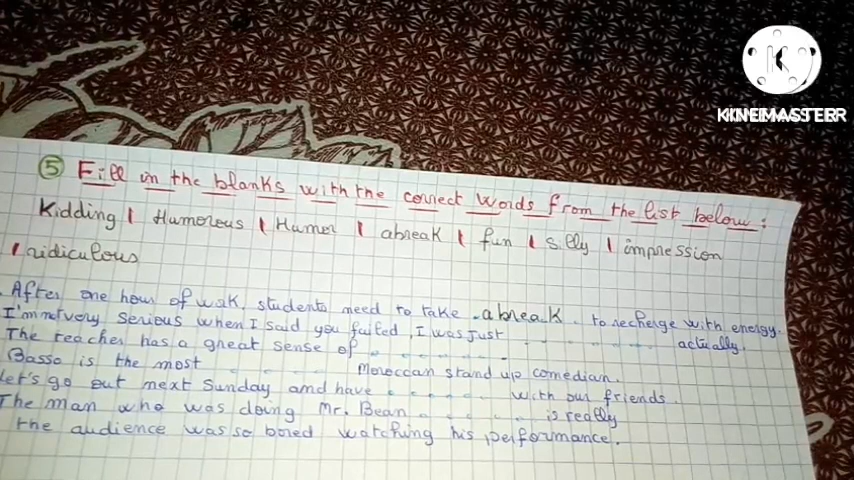 K
KINEMASTER
5 Fill in the blanks with the correct words from the list below :
Kidding | Humorous | Humor | abreak | fun | silly | impression
| ridiculous
After one hour of wok, students need to take .abreak. to recherge with energy.
I'm not very serious when I said you failed, I was Just .......... actually.
The teacher has a great sense of ..........
Basso is the most .......... Moroccan stand up comedian.
Let's go out next Sunday and have .......... with our friends.
The man who was doing Mr. Bean .......... is really
the audience was so bored watching his performance.